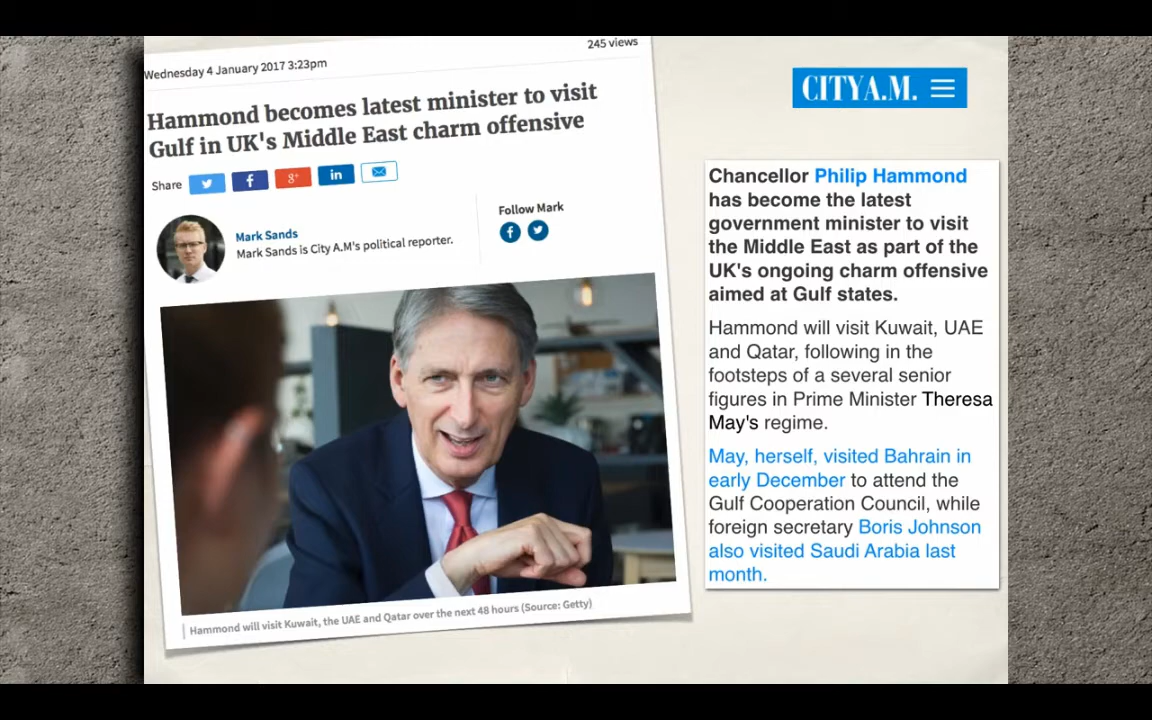 245 views
Wednesday 4 January 2017 3:23pm
Hammond becomes latest minister to visit
Gulf in UK's Middle East charm offensive
Share
f
g+
in
Mark Sands
Mark Sands is City A.M's political reporter.
Follow Mark
f
Hammond will visit Kuwait, the UAE and Qatar over the next 48 hours (Source: Getty)
CITYA.M.
Chancellor Philip Hammond
has become the latest
government minister to visit
the Middle East as part of the
UK's ongoing charm offensive
aimed at Gulf states.
Hammond will visit Kuwait, UAE
and Qatar, following in the
footsteps of a several senior
figures in Prime Minister Theresa
May's regime.
May, herself, visited Bahrain in
early December to attend the
Gulf Cooperation Council, while
foreign secretary Boris Johnson
also visited Saudi Arabia last
month.